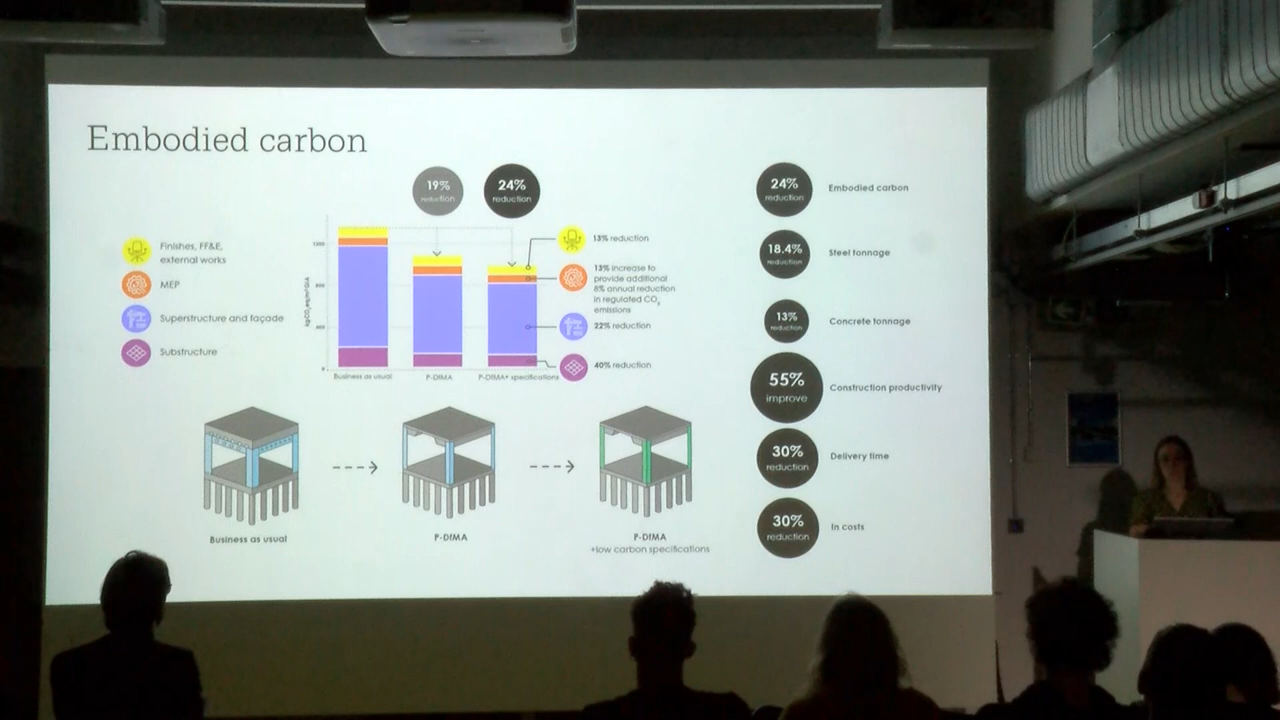 Embodied carbon
19%
reduction
24%
reduction
Finishes, FF&E,
external works
MEP
Superstructure and façade
Substructure
400
0
Business as usual
P-DfMA
P-DfMA+ specifications
13% reduction
13% increase to
provide additional
8% annual reduction
in regulated CO₂
emissions
22% reduction
40% reduction
Business as usual
P-DfMA
P-DfMA
+low carbon specifications
24%
reduction
Embodied carbon
18.4%
reduction
Steel tonnage
13%
reduction
Concrete tonnage
55%
improve
Construction productivity
30%
reduction
Delivery time
30%
reduction
In costs